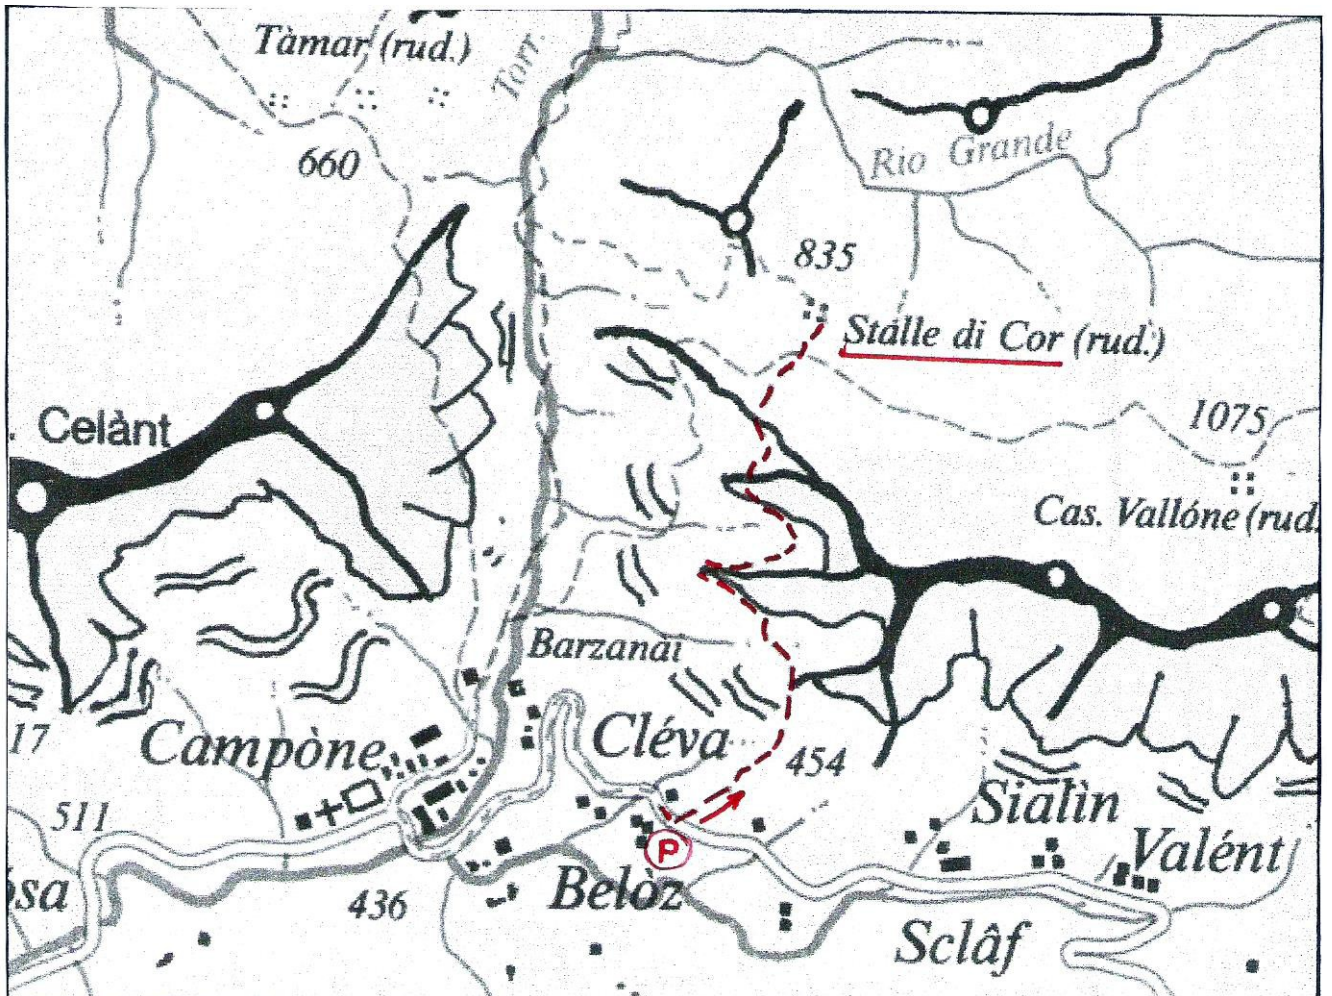 Tàmar (rud.)
Torr.
660
Rio Grande
835
Stalle di Cor (rud.)
Celànt
1075
Cas. Vallóne (rud.
Barzanai
17
Campòne
Cléva
454
Sialìn
511
Valént
P
Belòz
436
Sclâf